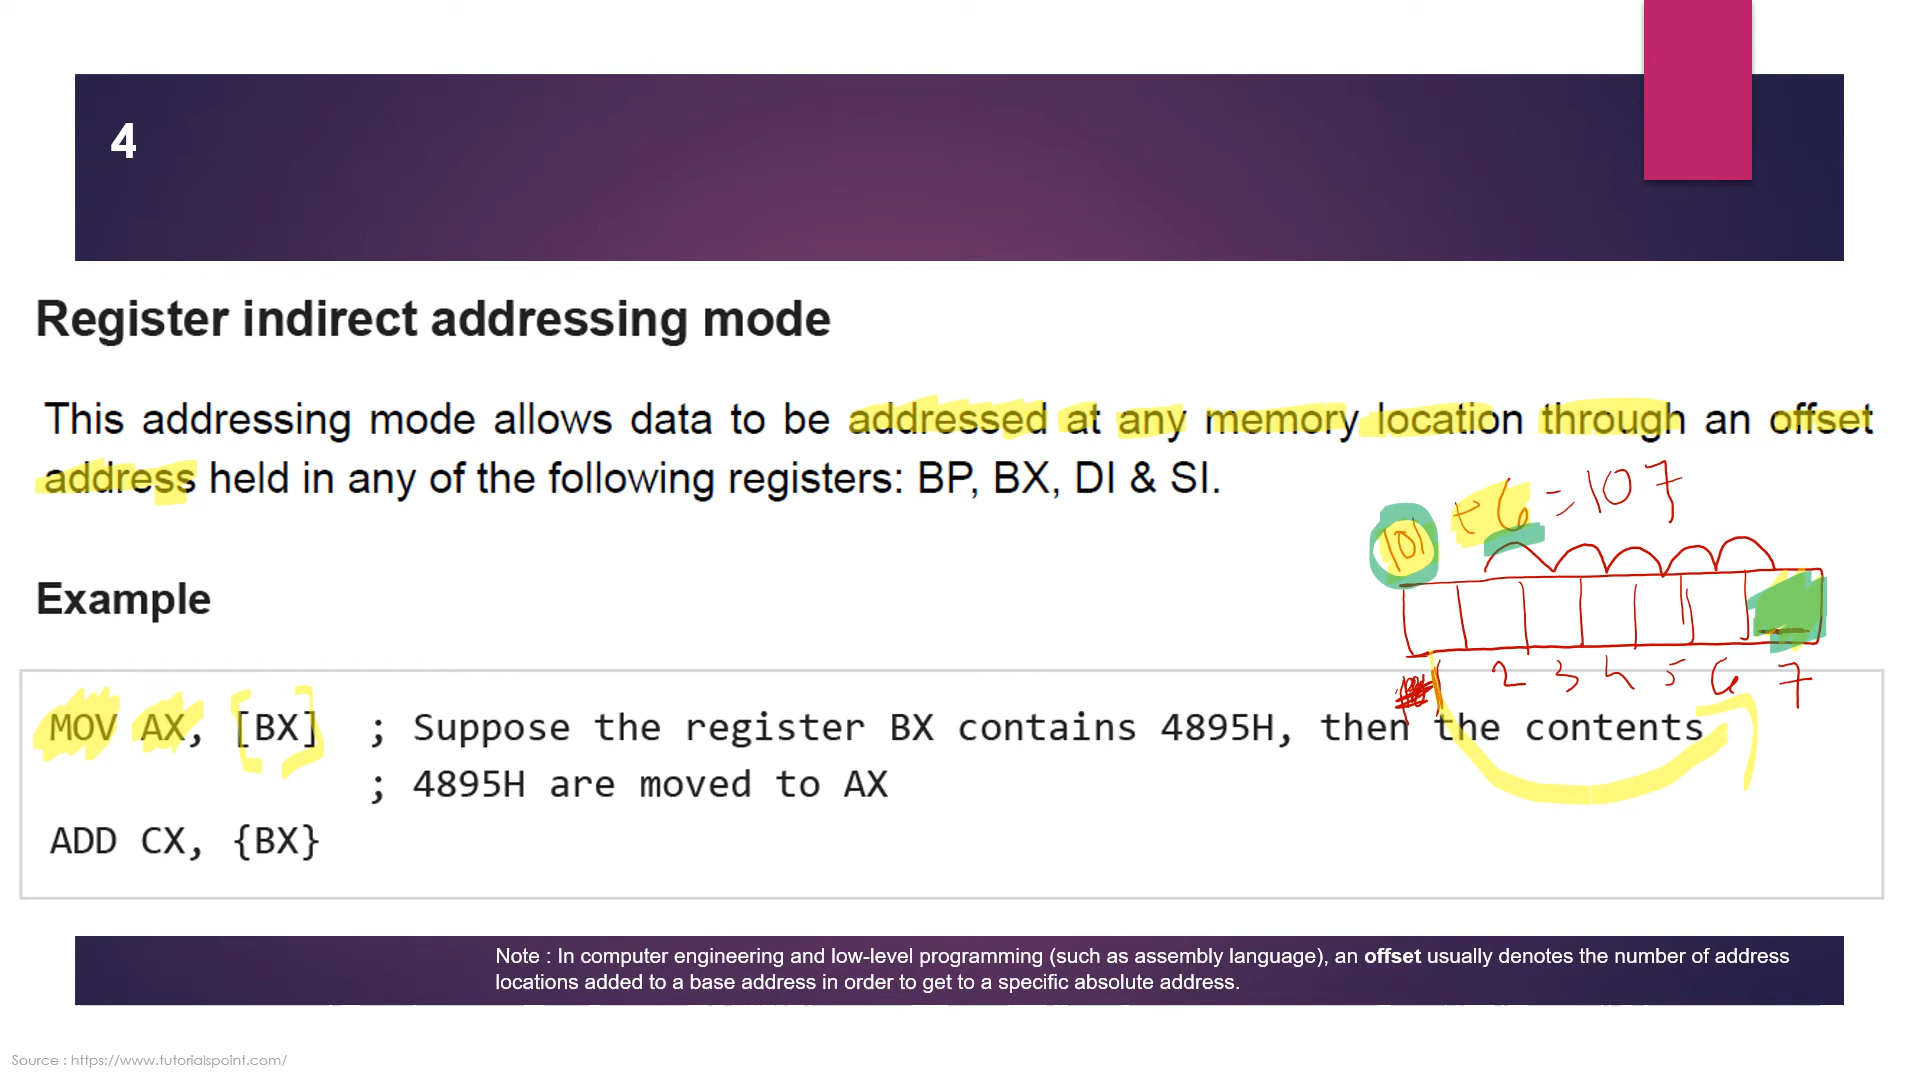 4
Register indirect addressing mode
This addressing mode allows data to be addressed at any memory location through an offset
address held in any of the following registers: BP, BX, DI & SI.
101 + 6 = 107
Example
1 2 3 4 5 6 7
MOV AX, [BX] ; Suppose the register BX contains 4895H, then the contents
; 4895H are moved to AX
ADD CX, {BX}
Note : In computer engineering and low-level programming (such as assembly language), an offset usually denotes the number of address
locations added to a base address in order to get to a specific absolute address.
Source : https://www.tutorialspoint.com/